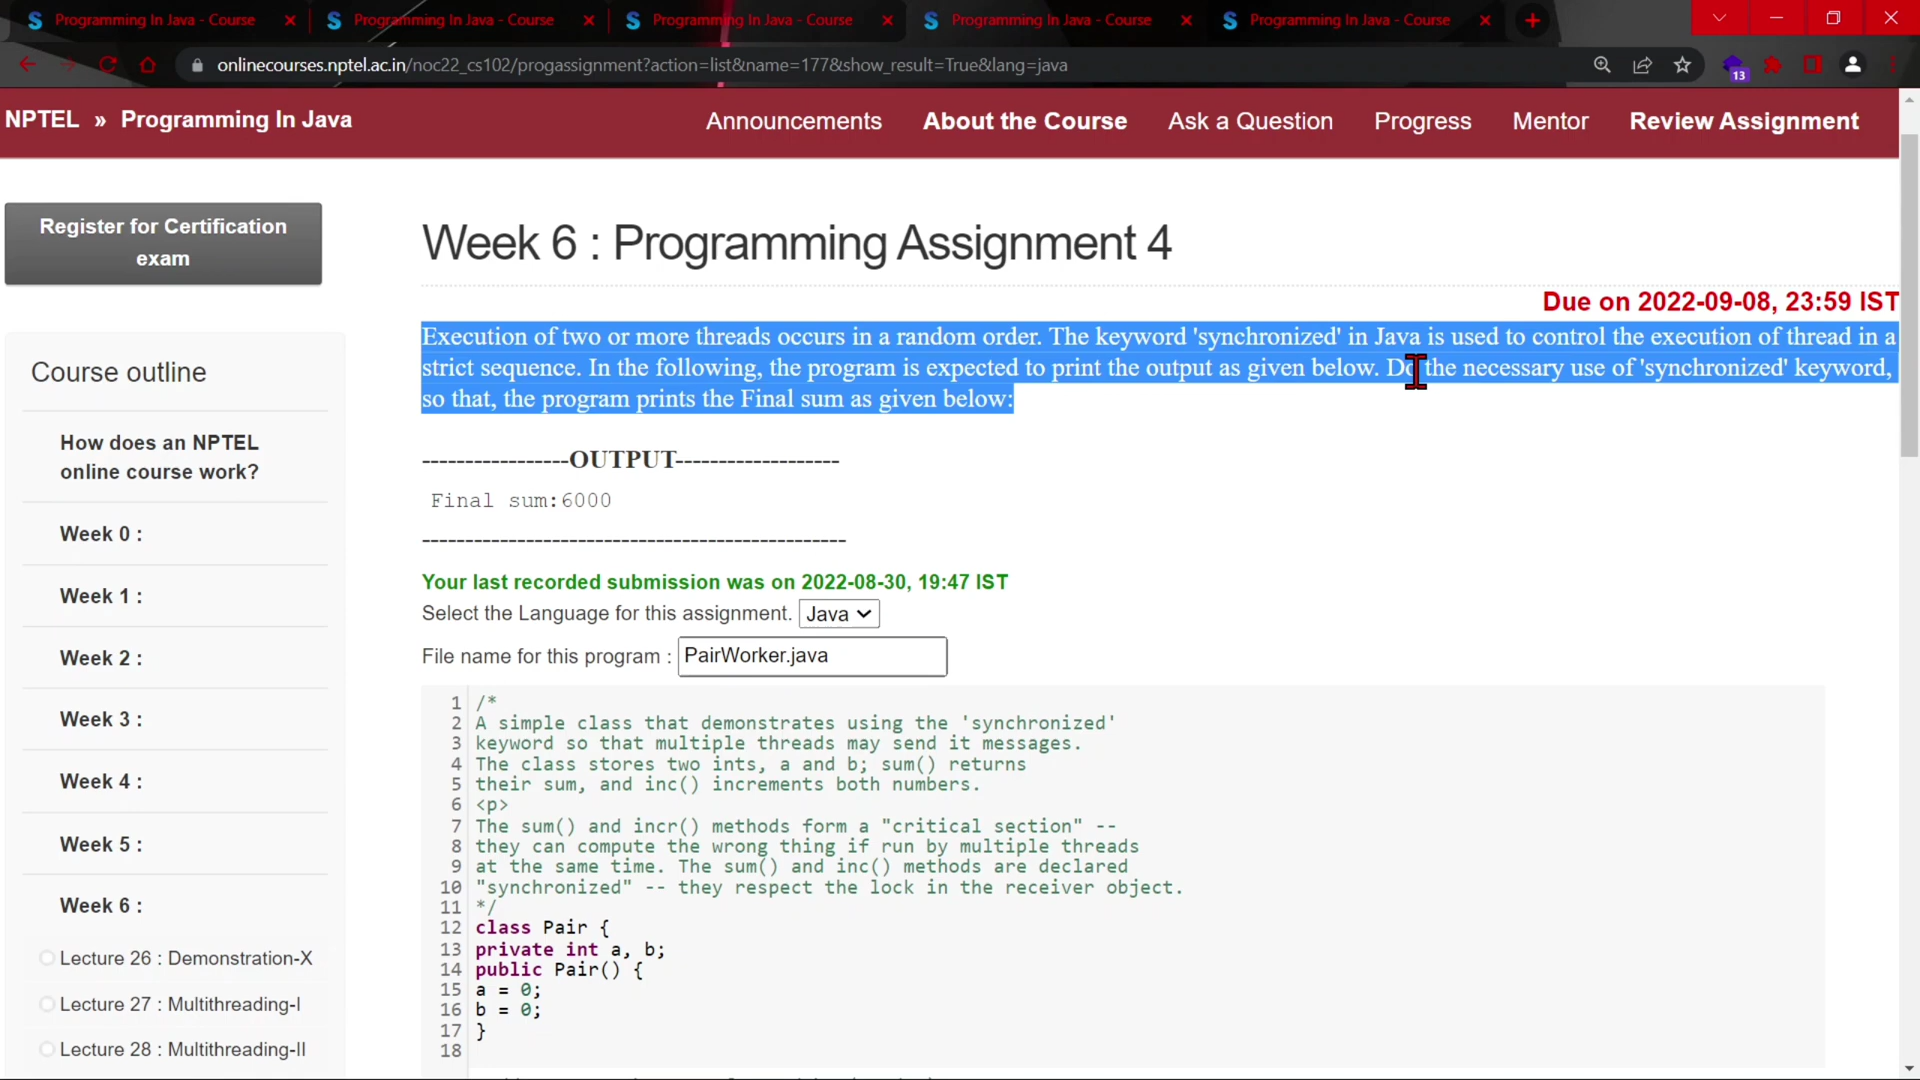 Programming In Java - Course
Programming In Java - Course
Programming In Java - Course
Programming In Java - Course
Programming In Java - Course
onlinecourses.nptel.ac.in/noc22_cs102/progassignment?action=list&name=177&show_result=True&lang=java
13
NPTEL » Programming In Java
Announcements About the Course Ask a Question Progress Mentor Review Assignment
Register for Certification
exam
Course outline
How does an NPTEL
online course work?
Week 0 :
Week 1 :
Week 2 :
Week 3 :
Week 4 :
Week 5 :
Week 6 :
Lecture 26 : Demonstration-X
Lecture 27 : Multithreading-I
Lecture 28 : Multithreading-II
Week 6 : Programming Assignment 4
Due on 2022-09-08, 23:59 IST
Execution of two or more threads occurs in a random order. The keyword 'synchronized' in Java is used to control the execution of thread in a
strict sequence. In the following, the program is expected to print the output as given below. Do the necessary use of 'synchronized' keyword,
so that, the program prints the Final sum as given below:
-----------------OUTPUT-------------------
Final sum:6000
-------------------------------------------------
Your last recorded submission was on 2022-08-30, 19:47 IST
Select the Language for this assignment. Java
File name for this program : PairWorker.java
1 /*
2 A simple class that demonstrates using the 'synchronized'
3 keyword so that multiple threads may send it messages.
4 The class stores two ints, a and b; sum() returns
5 their sum, and inc() increments both numbers.
6 <p>
7 The sum() and incr() methods form a "critical section" --
8 they can compute the wrong thing if run by multiple threads
9 at the same time. The sum() and inc() methods are declared
10 "synchronized" -- they respect the lock in the receiver object.
11 */
12 class Pair {
13 private int a, b;
14 public Pair() {
15 a = 0;
16 b = 0;
17 }
18